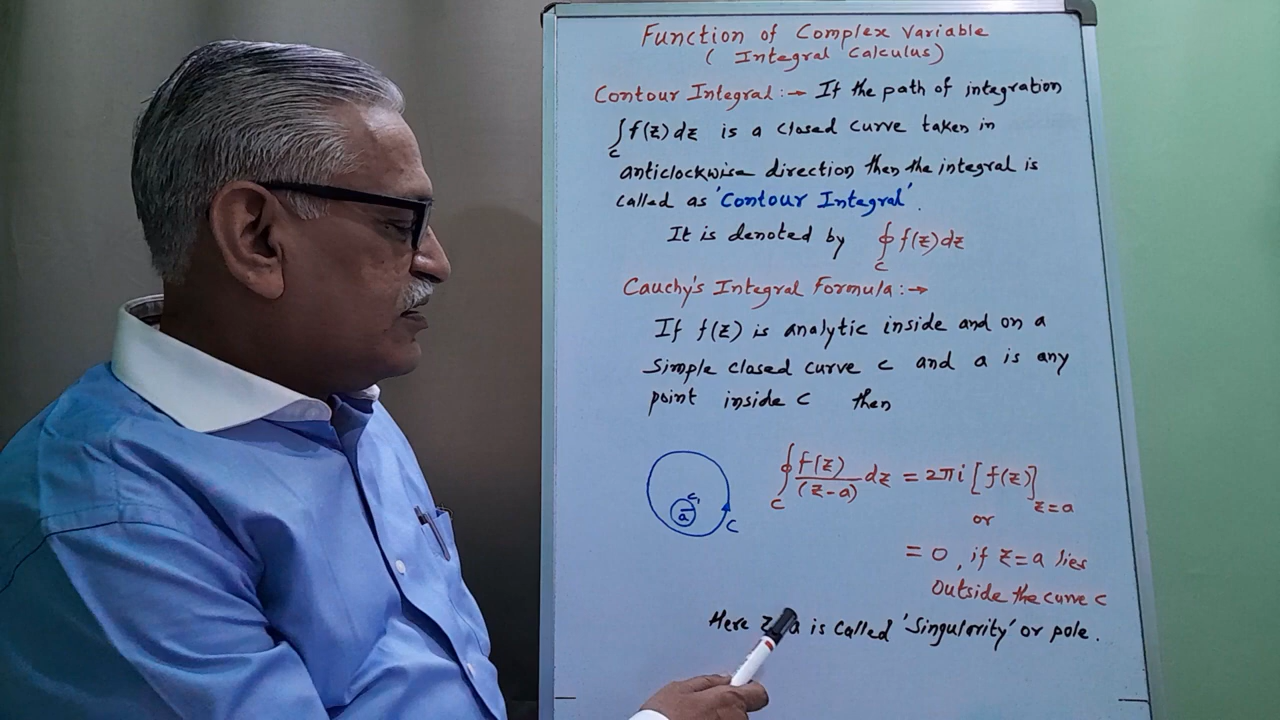 Function of Complex Variable
( Integral Calculus)
Contour Integral :→ If the path of integration
∫f(z)dz is a closed curve taken in
c
anticlockwise direction then the integral is
called as 'Contour Integral'.
It is denoted by ∮ f(z)dz
c
Cauchy's Integral Formula :→
If f(z) is analytic inside and on a
simple closed curve c and a is any
point inside C then
∮ f(z)/(z-a) dz = 2πi [f(z)] z=a
C
or
= 0, if z=a lies
Outside the curve c
c₁
a
C
Here z a is called 'Singularity' or pole.